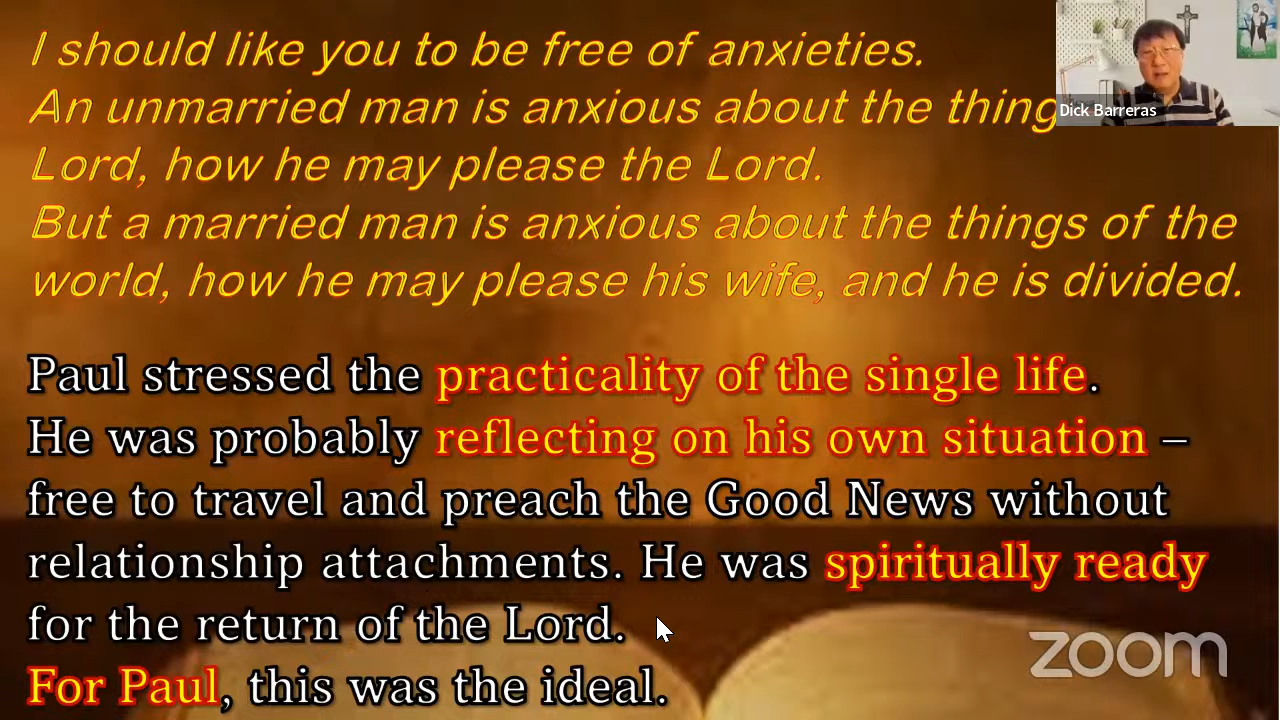 I should like you to be free of anxieties.
An unmarried man is anxious about the
Lord, how he may please the Lord.
But a married man is anxious about the things of the
world, how he may please his wife, and he is divided.
Dick Barreras
Paul stressed the practicality of the single life.
He was probably reflecting on his own situation –
free to travel and preach the Good News without
relationship attachments. He was spiritually ready
for the return of the Lord.
For Paul, this was the ideal.
zoom